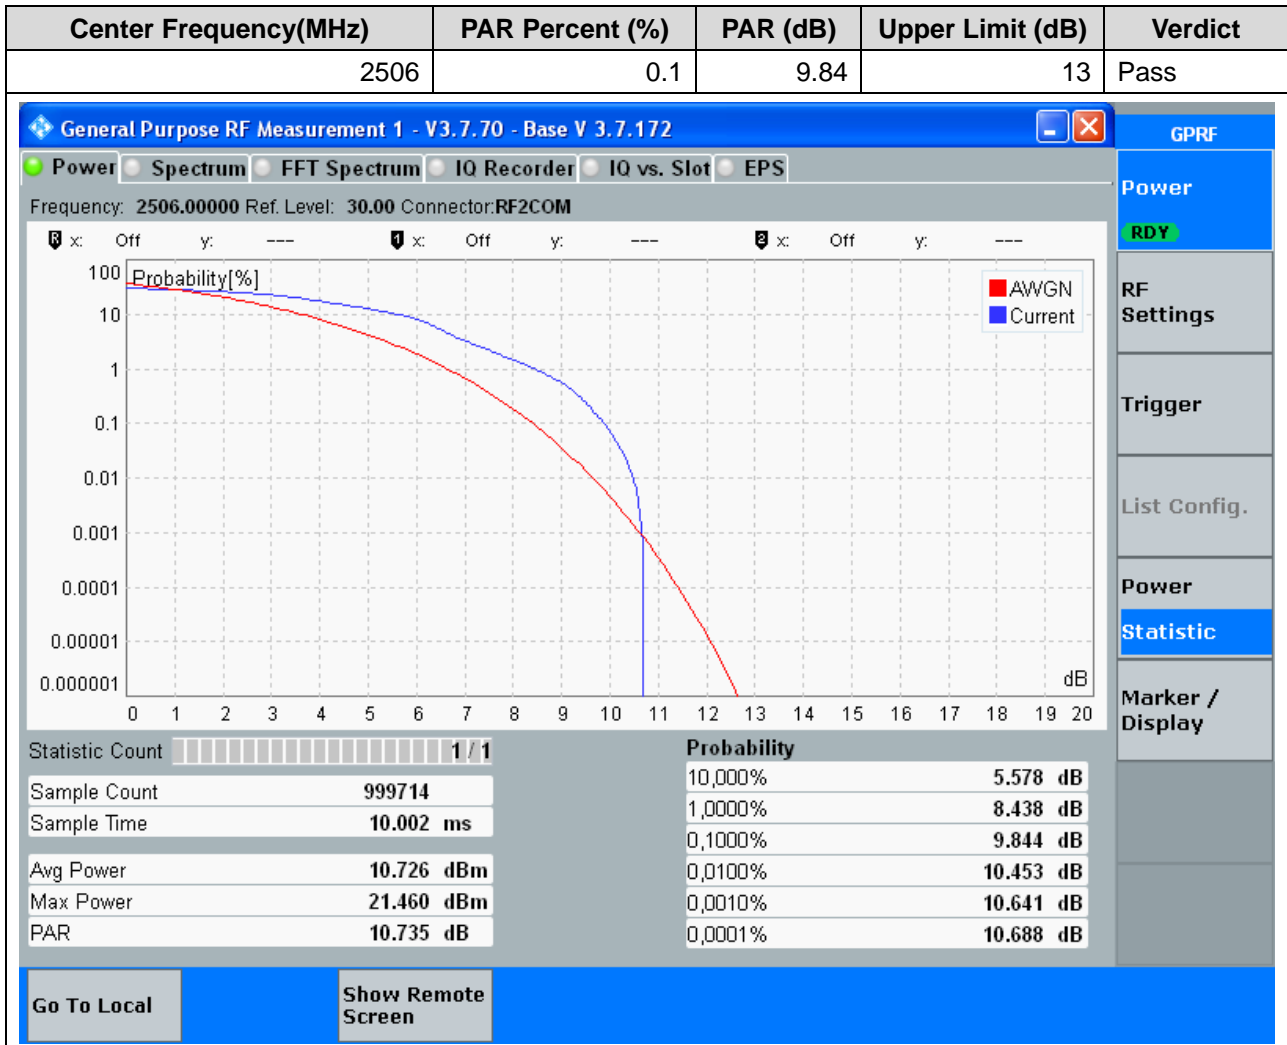 Center Frequency(MHz) PAR Percent (%) PAR (dB) Upper Limit (dB) Verdict
2506 0.1 9.84 13 Pass
General Purpose RF Measurement 1 - V3.7.70 - Base V 3.7.172
GPRF
Power Spectrum FFT Spectrum IQ Recorder IQ vs. Slot EPS
Frequency: 2506.00000 Ref. Level: 30.00 Connector:RF2COM
R x: Off y: --- 1 x: Off y: --- 2 x: Off y: ---
Probability[%]
AWGN
Current
100
10
1
0.1
0.01
0.001
0.0001
0.00001
0.000001
dB
0 1 2 3 4 5 6 7 8 9 10 11 12 13 14 15 16 17 18 19 20
Statistic Count 1 / 1
Sample Count 999714
Sample Time 10.002 ms
Avg Power 10.726 dBm
Max Power 21.460 dBm
PAR 10.735 dB
Probability
10,000% 5.578 dB
1,0000% 8.438 dB
0,1000% 9.844 dB
0,0100% 10.453 dB
0,0010% 10.641 dB
0,0001% 10.688 dB
Power
RDY
RF
Settings
Trigger
List Config.
Power
Statistic
Marker /
Display
Go To Local
Show Remote
Screen